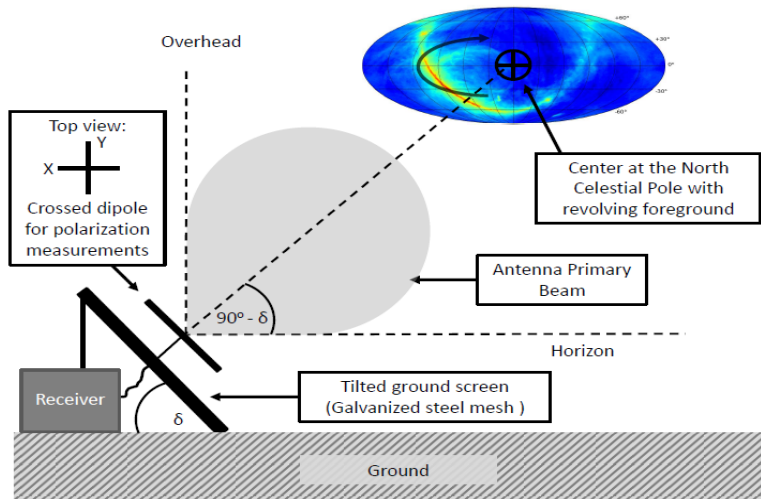 Overhead
+60°
+30°
0°
-30°
-60°
Top view:
Y
X
Crossed dipole
for polarization
measurements
Center at the North
Celestial Pole with
revolving foreground
Antenna Primary
Beam
90º - δ
Horizon
Receiver
δ
Tilted ground screen
(Galvanized steel mesh )
Ground